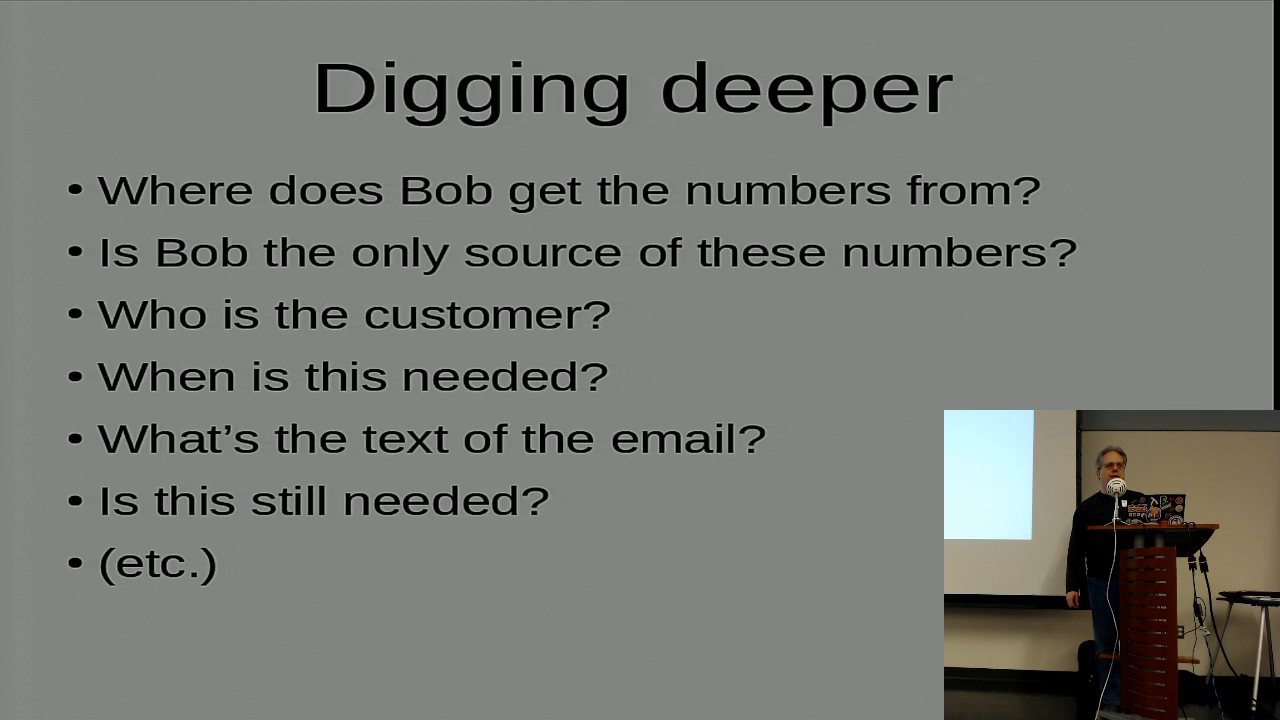 Digging deeper
• Where does Bob get the numbers from?
• Is Bob the only source of these numbers?
• Who is the customer?
• When is this needed?
• What’s the text of the email?
• Is this still needed?
• (etc.)